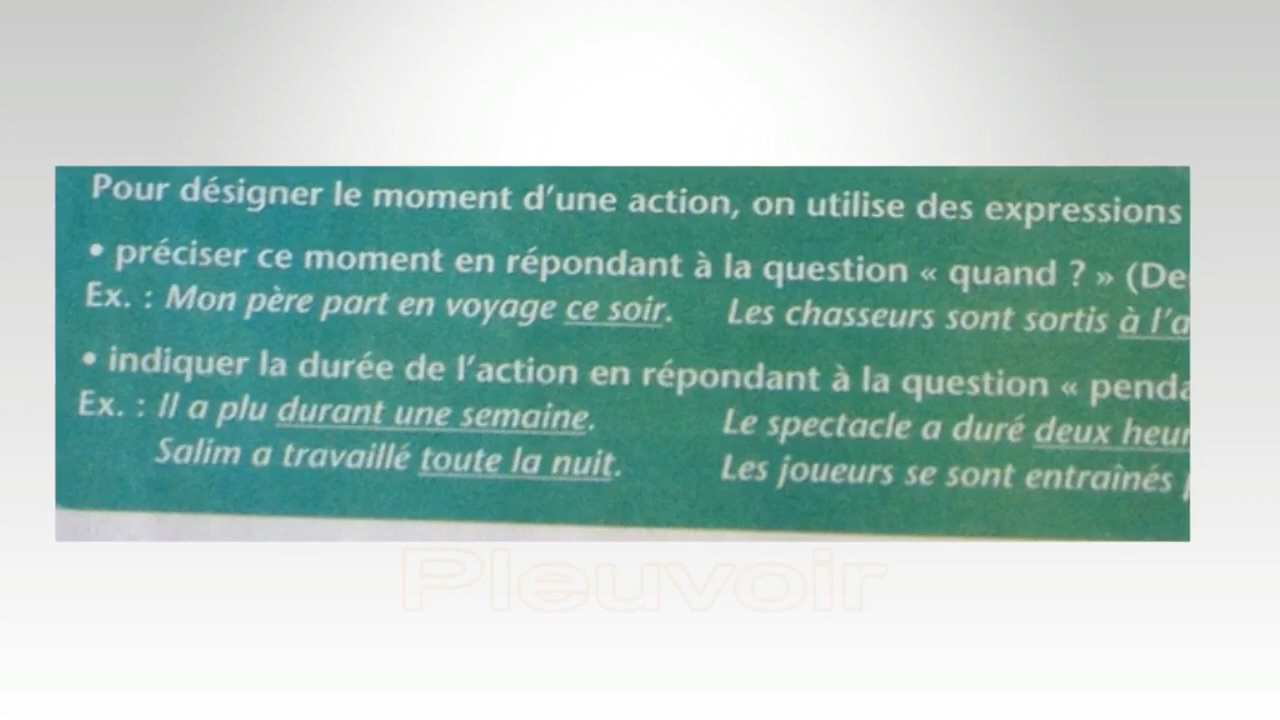 Pour désigner le moment d'une action, on utilise des expressions
• préciser ce moment en répondant à la question « quand ? » (De
Ex. : Mon père part en voyage ce soir. Les chasseurs sont sortis à l'a
• indiquer la durée de l'action en répondant à la question « penda
Ex. : Il a plu durant une semaine. Le spectacle a duré deux heur
Salim a travaillé toute la nuit. Les joueurs se sont entraînés
Pleuvoir